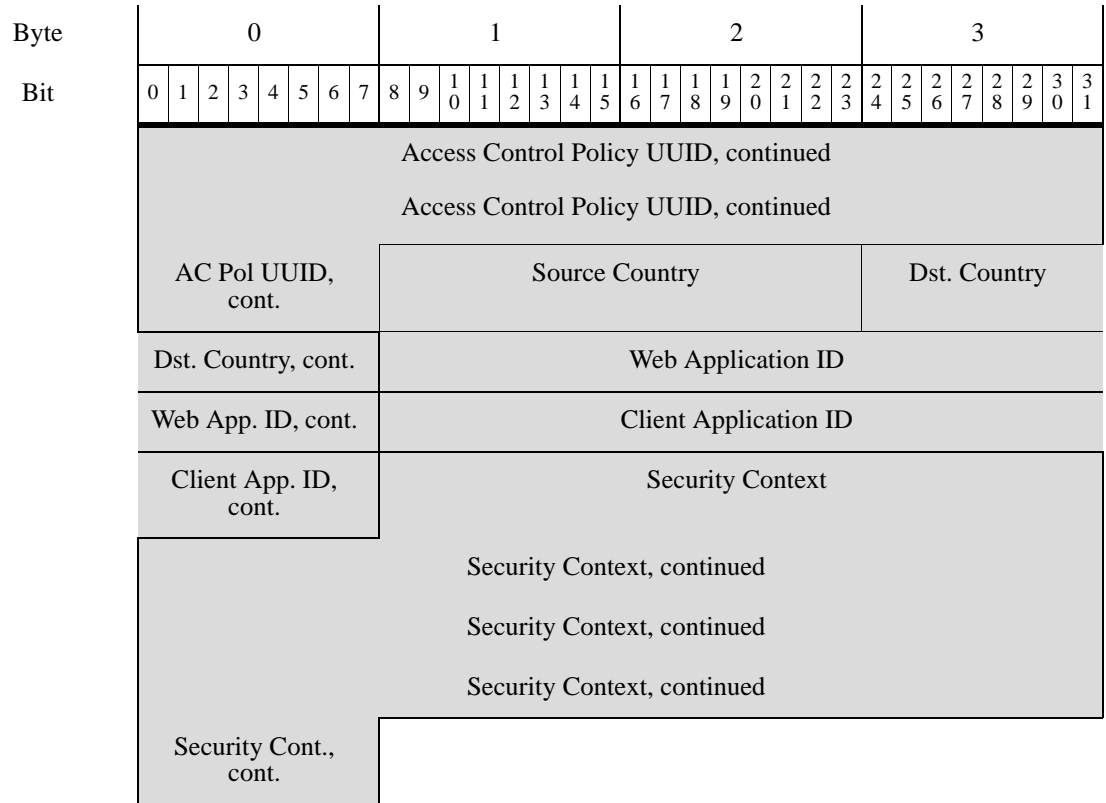 Byte 0 1 2 3
Bit 0 1 2 3 4 5 6 7 8 9 10 11 12 13 14 15 16 17 18 19 20 21 22 23 24 25 26 27 28 29 30 31
Access Control Policy UUID, continued
Access Control Policy UUID, continued
AC Pol UUID,
cont.
Source Country
Dst. Country
Dst. Country, cont.
Web Application ID
Web App. ID, cont.
Client Application ID
Client App. ID,
cont.
Security Context
Security Context, continued
Security Context, continued
Security Context, continued
Security Cont.,
cont.